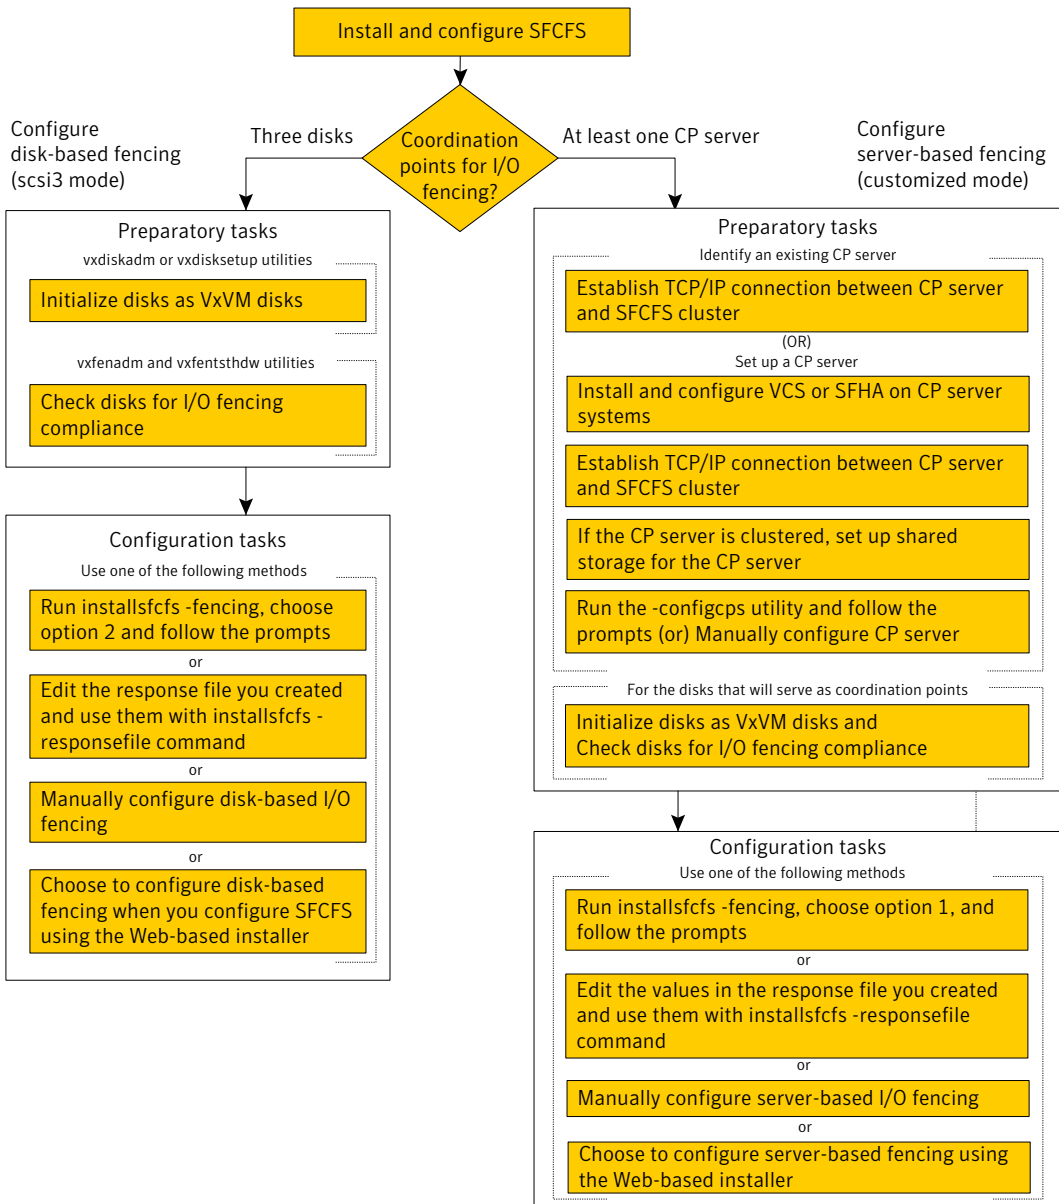 Install and configure SFCFS
Coordination
points for I/O
fencing?
Three disks
At least one CP server
Configure
disk-based fencing
(scsi3 mode)
Preparatory tasks
vxdiskadm or vxdisksetup utilities
Initialize disks as VxVM disks
vxfenadm and vxfentsthdw utilities
Check disks for I/O fencing
compliance
Configuration tasks
Use one of the following methods
Run installsfcfs -fencing, choose
option 2 and follow the prompts
or
Edit the response file you created
and use them with installsfcfs -
responsefile command
or
Manually configure disk-based I/O
fencing
or
Choose to configure disk-based
fencing when you configure SFCFS
using the Web-based installer
Configure
server-based fencing
(customized mode)
Preparatory tasks
Identify an existing CP server
Establish TCP/IP connection between CP server
and SFCFS cluster
(OR)
Set up a CP server
Install and configure VCS or SFHA on CP server
systems
Establish TCP/IP connection between CP server
and SFCFS cluster
If the CP server is clustered, set up shared
storage for the CP server
Run the -configcps utility and follow the
prompts (or) Manually configure CP server
For the disks that will serve as coordination points
Initialize disks as VxVM disks and
Check disks for I/O fencing compliance
Configuration tasks
Use one of the following methods
Run installsfcfs -fencing, choose option 1, and
follow the prompts
or
Edit the values in the response file you created
and use them with installsfcfs -responsefile
command
or
Manually configure server-based I/O fencing
or
Choose to configure server-based fencing using
the Web-based installer